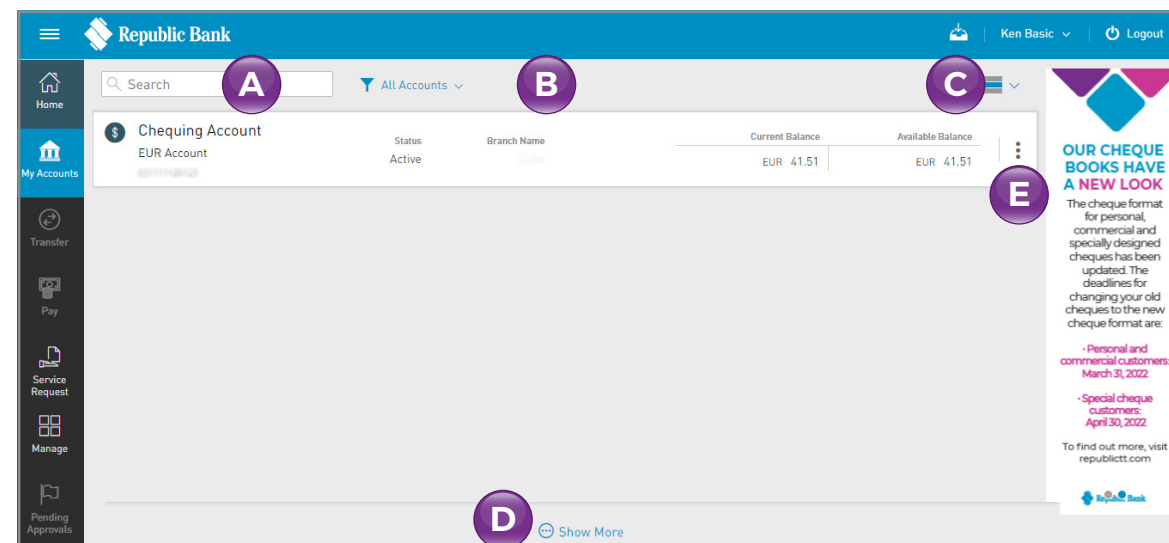 Republic Bank
Ken Basic
Logout
Home
My Accounts
Transfer
Pay
Service
Request
Manage
Pending
Approvals
Search
A
All Accounts
B
C
$
Chequing Account
EUR Account
Status
Active
Branch Name
Current Balance
EUR 41.51
Available Balance
EUR 41.51
E
D
Show More
OUR CHEQUE
BOOKS HAVE
A NEW LOOK
The cheque format
for personal,
commercial and
specially designed
cheques has been
updated. The
deadlines for
changing your old
cheques to the new
cheque format are:
• Personal and
commercial customers:
March 31, 2022
• Special cheque
customers:
April 30, 2022
To find out more, visit
republictt.com
Republic Bank